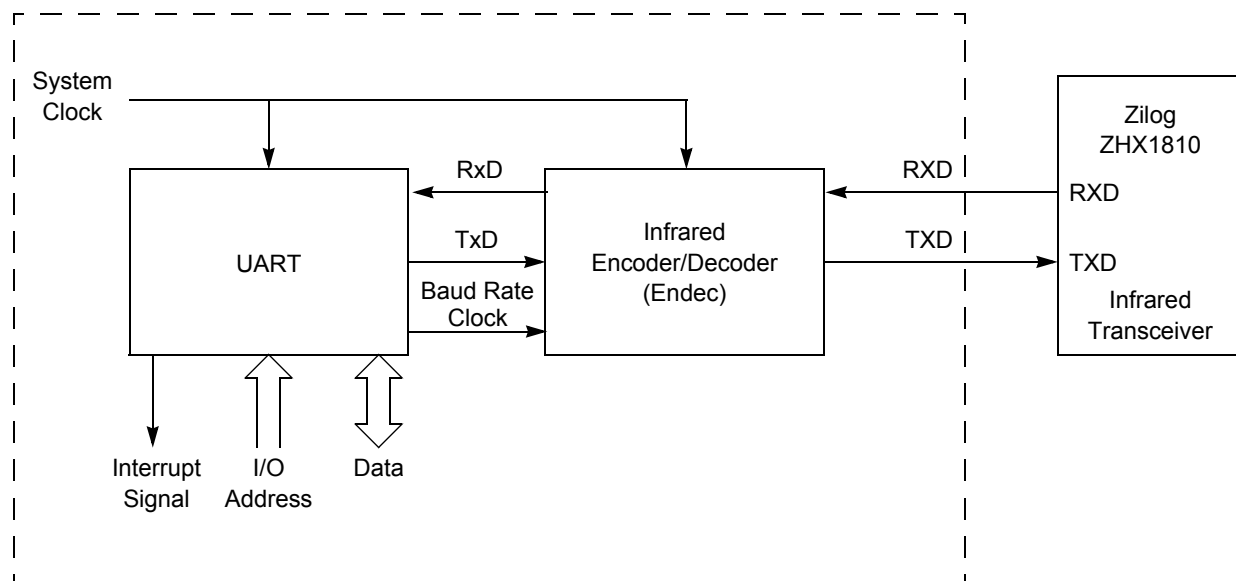 System
Clock
Zilog
ZHX1810
RxD
RXD
RXD
TxD
TXD
TXD
UART
Infrared
Encoder/Decoder
(Endec)
Baud Rate
Clock
Infrared
Transceiver
Interrupt
Signal
I/O
Address
Data